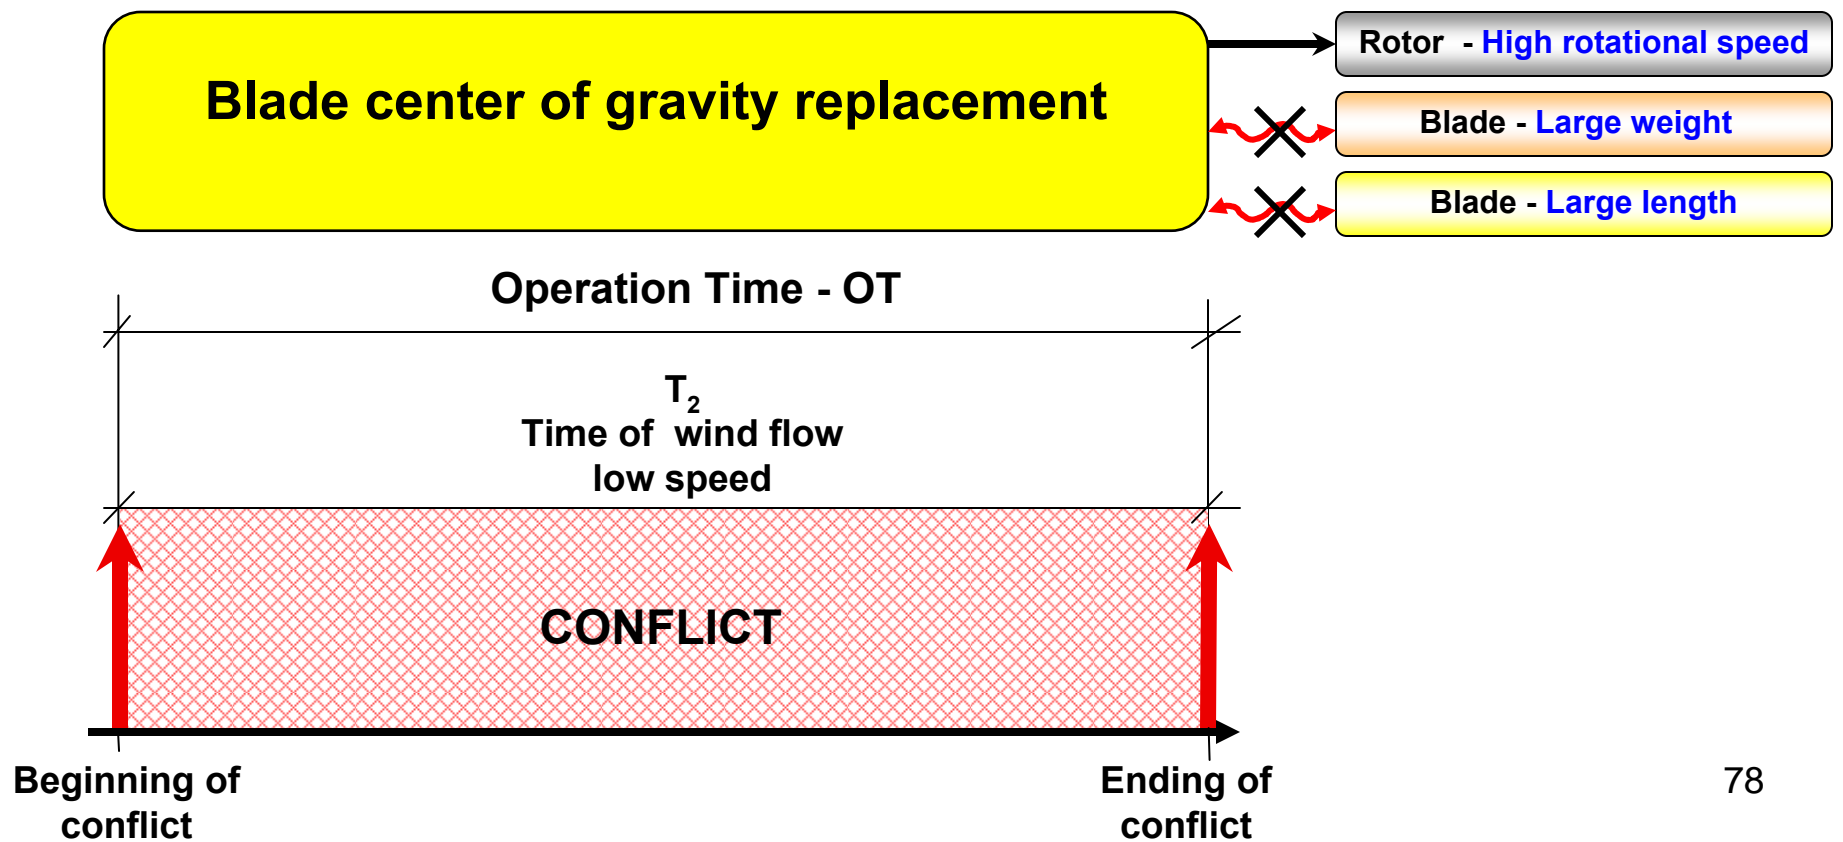 Blade center of gravity replacement
Rotor - High rotational speed
Blade - Large weight
Blade - Large length
Operation Time - OT
T2
Time of wind flow
low speed
CONFLICT
Beginning of
conflict
Ending of
conflict
78